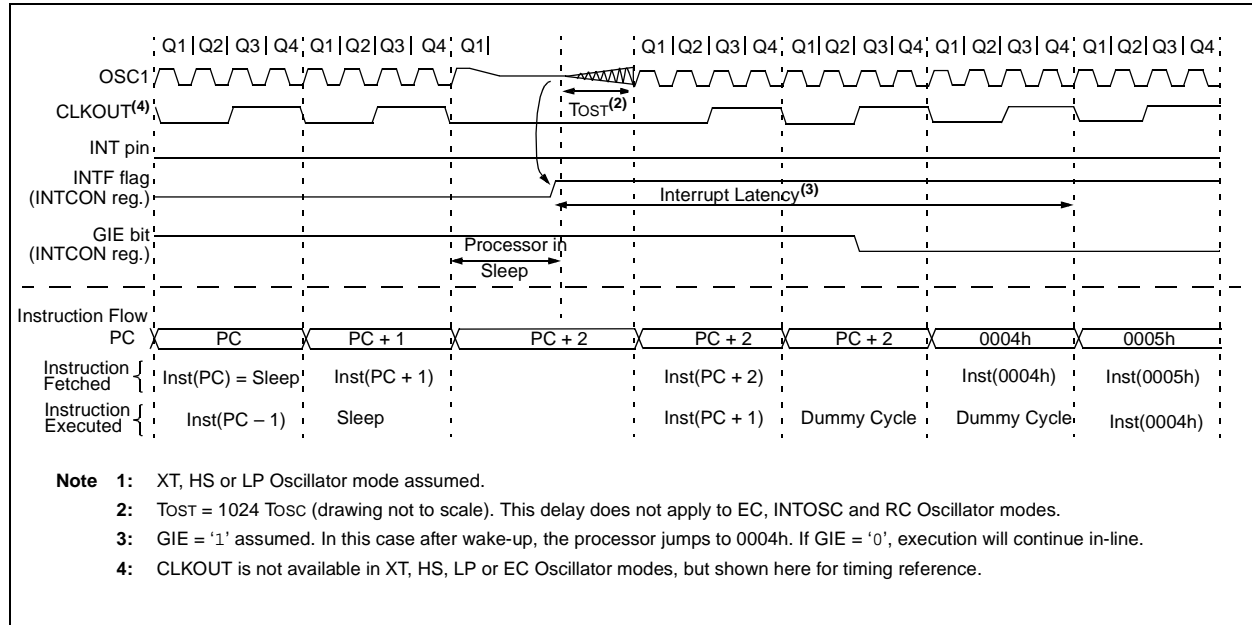 Q1 Q2 Q3 Q4 Q1 Q2 Q3 Q4 Q1 Q1 Q2 Q3 Q4 Q1 Q2 Q3 Q4 Q1 Q2 Q3 Q4 Q1 Q2 Q3 Q4
OSC1
CLKOUT(4) TOST(2)
INT pin
INTF flag
(INTCON reg.) Interrupt Latency(3)
GIE bit
(INTCON reg.) Processor in
Sleep
Instruction Flow
PC PC PC + 1 PC + 2 PC + 2 PC + 2 0004h 0005h
Instruction
Fetched { Inst(PC) = Sleep Inst(PC + 1) Inst(PC + 2) Inst(0004h) Inst(0005h)
Instruction
Executed { Inst(PC – 1) Sleep Inst(PC + 1) Dummy Cycle Dummy Cycle Inst(0004h)
Note 1: XT, HS or LP Oscillator mode assumed.
2: TOST = 1024 TOSC (drawing not to scale). This delay does not apply to EC, INTOSC and RC Oscillator modes.
3: GIE = ‘1’ assumed. In this case after wake-up, the processor jumps to 0004h. If GIE = ‘0’, execution will continue in-line.
4: CLKOUT is not available in XT, HS, LP or EC Oscillator modes, but shown here for timing reference.